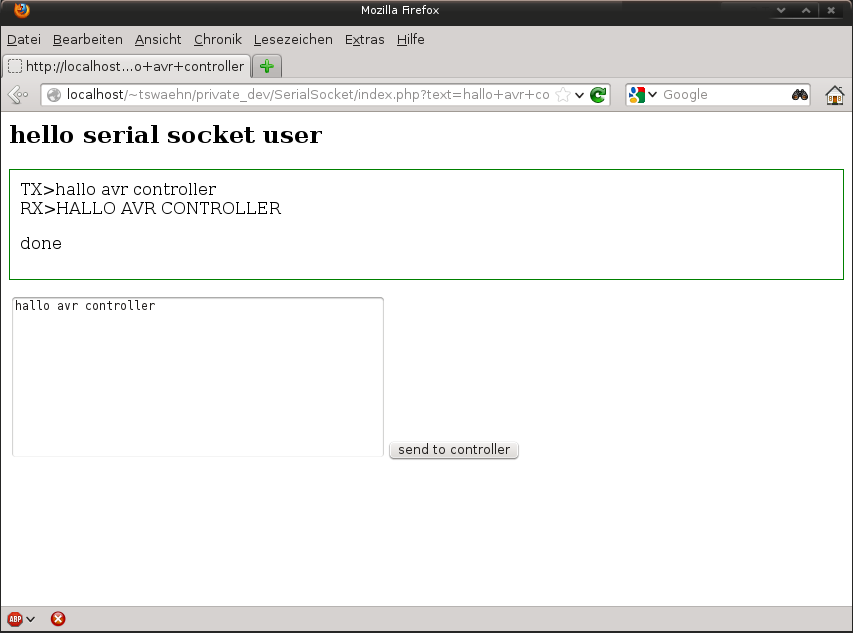 Mozilla Firefox
Datei Bearbeiten Ansicht Chronik Lesezeichen Extras Hilfe
http://localhost...o+avr+controller
localhost/~tswaehn/private_dev/SerialSocket/index.php?text=hallo+avr+co
Google
hello serial socket user
TX>hallo avr controller
RX>HALLO AVR CONTROLLER
done
hallo avr controller
send to controller
ABP